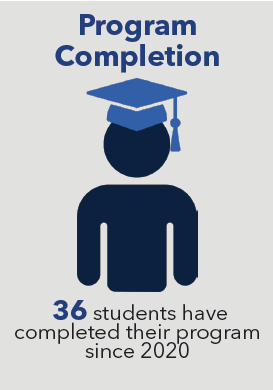 Program
Completion
36 students have
completed their program
since 2020